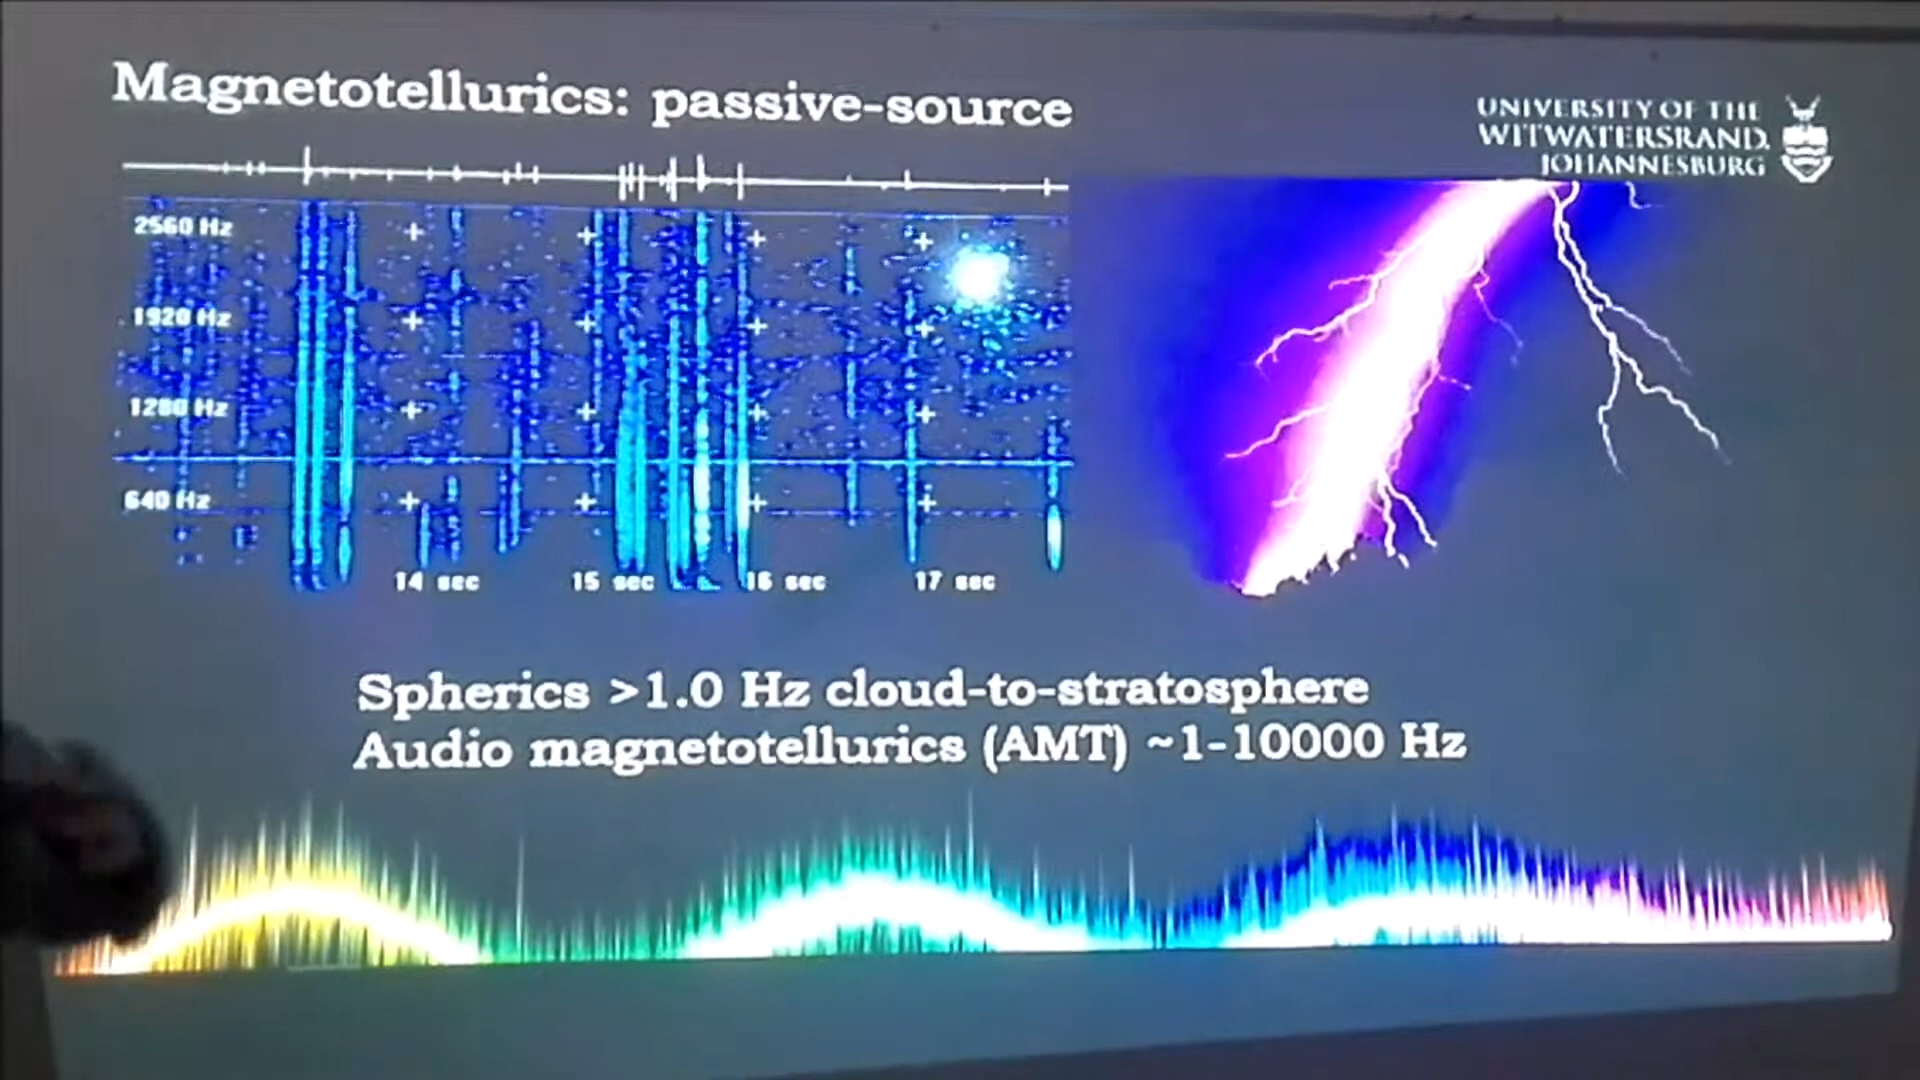 Magnetotellurics: passive-source
UNIVERSITY OF THE
WITWATERSRAND,
JOHANNESBURG
2560 Hz
1920 Hz
1280 Hz
640 Hz
14 sec
15 sec
16 sec
17 sec
Spherics >1.0 Hz cloud-to-stratosphere
Audio magnetotellurics (AMT) ~1-10000 Hz